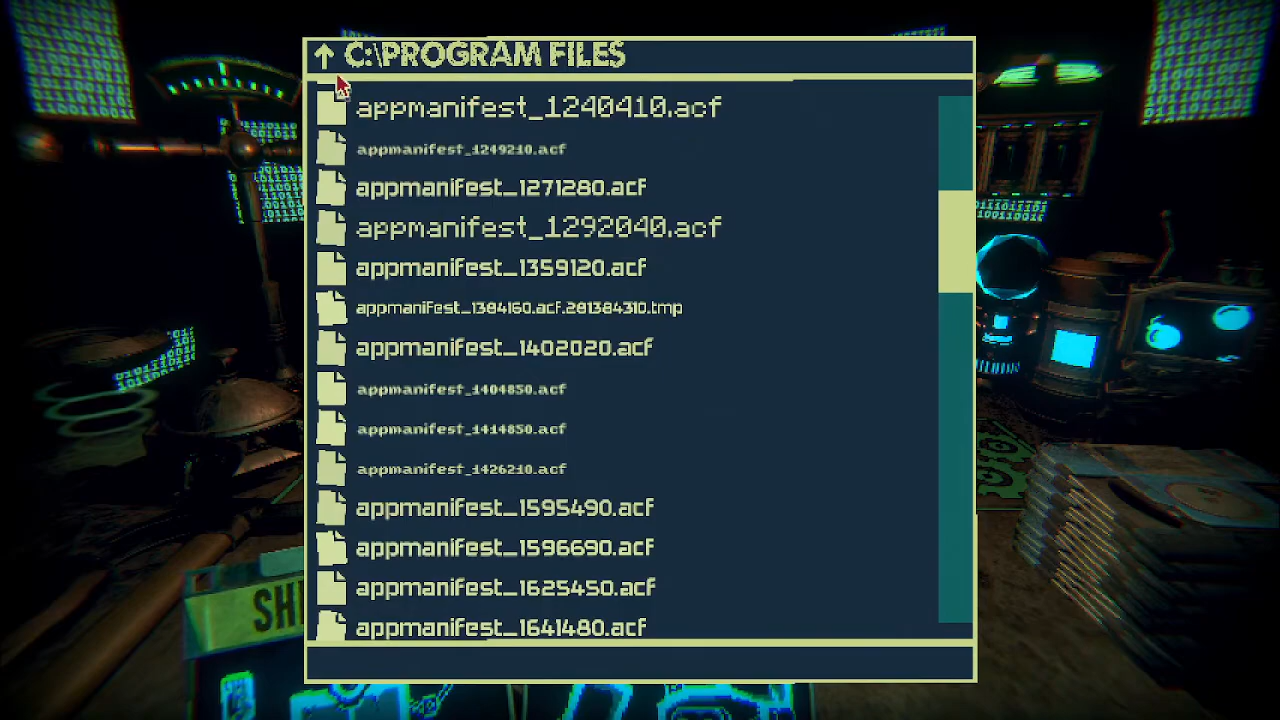 C:\PROGRAM FILES
appmanifest_1240410.acf
appmanifest_1249210.acf
appmanifest_1271280.acf
appmanifest_1292040.acf
appmanifest_1359120.acf
appmanifest_1384160.acf.281384310.tmp
appmanifest_1402020.acf
appmanifest_1404850.acf
appmanifest_1414850.acf
appmanifest_1426210.acf
appmanifest_1595490.acf
appmanifest_1596690.acf
appmanifest_1625450.acf
appmanifest_1641480.acf